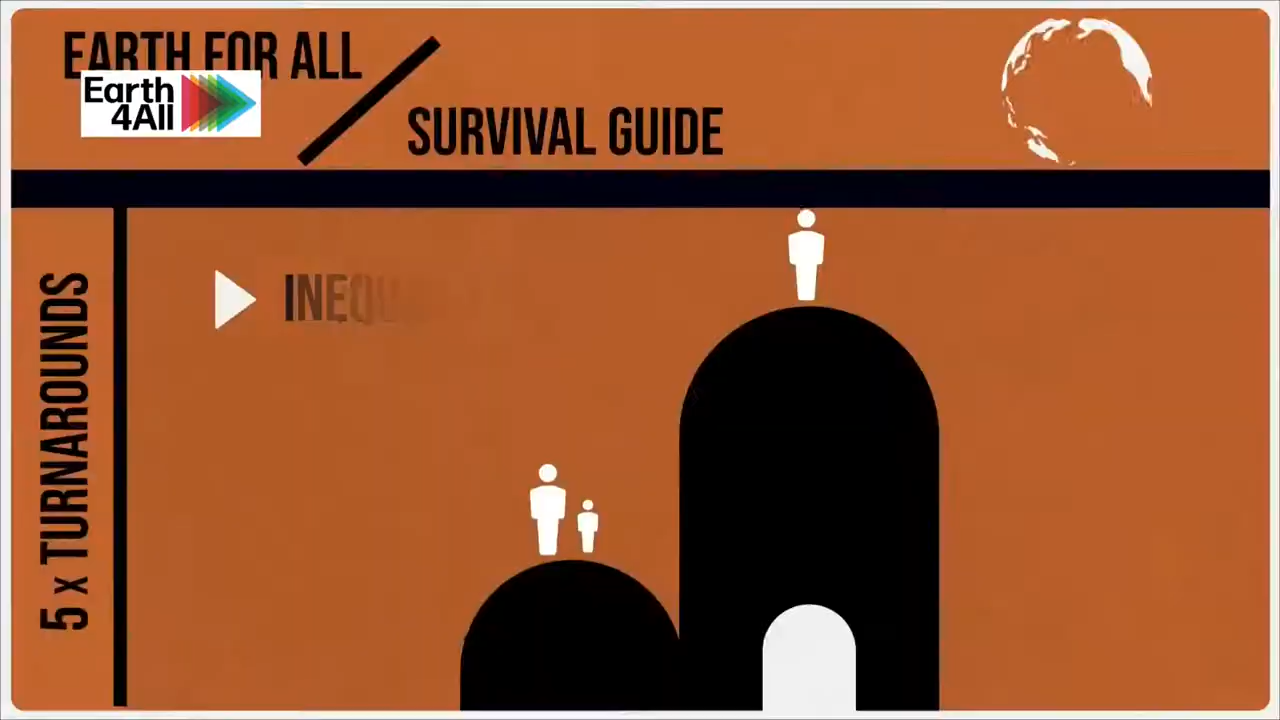 EARTH FOR ALL
Earth
4All
SURVIVAL GUIDE
5 x TURNAROUNDS